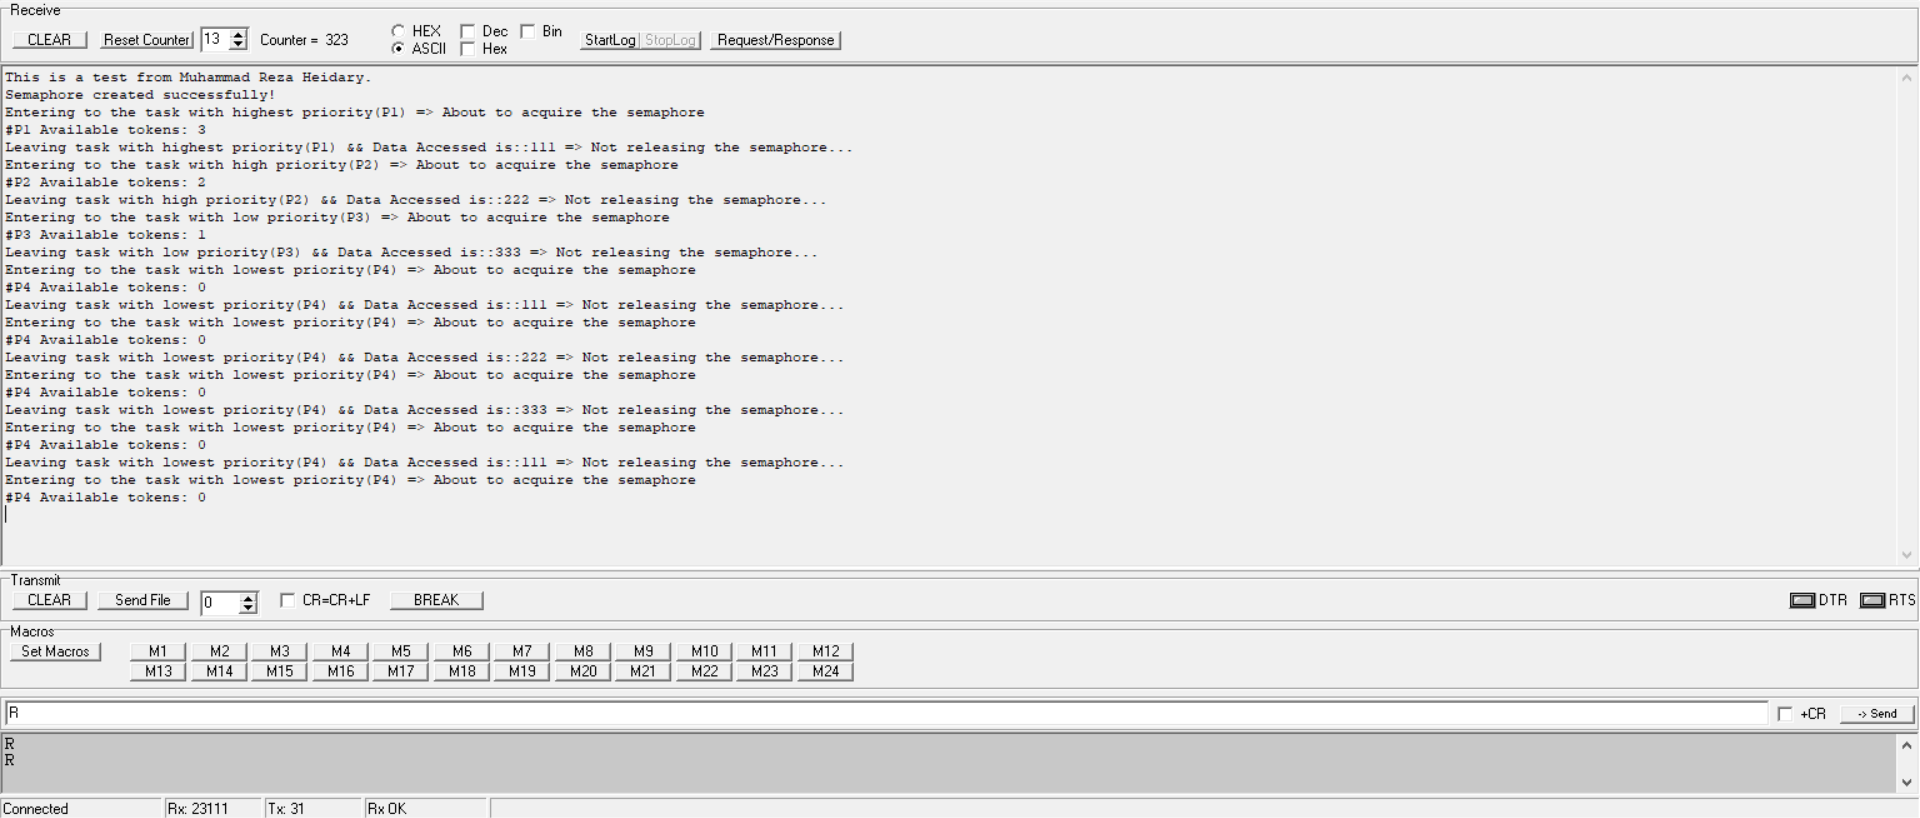 Receive
CLEAR Reset Counter 13 Counter = 323 HEX ASCII Dec Hex Bin StartLog StopLog Request/Response
This is a test from Muhammad Reza Heidary.
Semaphore created successfully!
Entering to the task with highest priority(P1) => About to acquire the semaphore
#P1 Available tokens: 3
Leaving task with highest priority(P1) && Data Accessed is::111 => Not releasing the semaphore...
Entering to the task with high priority(P2) => About to acquire the semaphore
#P2 Available tokens: 2
Leaving task with high priority(P2) && Data Accessed is::222 => Not releasing the semaphore...
Entering to the task with low priority(P3) => About to acquire the semaphore
#P3 Available tokens: 1
Leaving task with low priority(P3) && Data Accessed is::333 => Not releasing the semaphore...
Entering to the task with lowest priority(P4) => About to acquire the semaphore
#P4 Available tokens: 0
Leaving task with lowest priority(P4) && Data Accessed is::111 => Not releasing the semaphore...
Entering to the task with lowest priority(P4) => About to acquire the semaphore
#P4 Available tokens: 0
Leaving task with lowest priority(P4) && Data Accessed is::222 => Not releasing the semaphore...
Entering to the task with lowest priority(P4) => About to acquire the semaphore
#P4 Available tokens: 0
Leaving task with lowest priority(P4) && Data Accessed is::333 => Not releasing the semaphore...
Entering to the task with lowest priority(P4) => About to acquire the semaphore
#P4 Available tokens: 0
Leaving task with lowest priority(P4) && Data Accessed is::111 => Not releasing the semaphore...
Entering to the task with lowest priority(P4) => About to acquire the semaphore
#P4 Available tokens: 0
Transmit
CLEAR Send File 0 CR=CR+LF BREAK DTR RTS
Macros
Set Macros M1 M2 M3 M4 M5 M6 M7 M8 M9 M10 M11 M12
M13 M14 M15 M16 M17 M18 M19 M20 M21 M22 M23 M24
R +CR -> Send
R
R
Connected Rx: 23111 Tx: 31 Rx OK